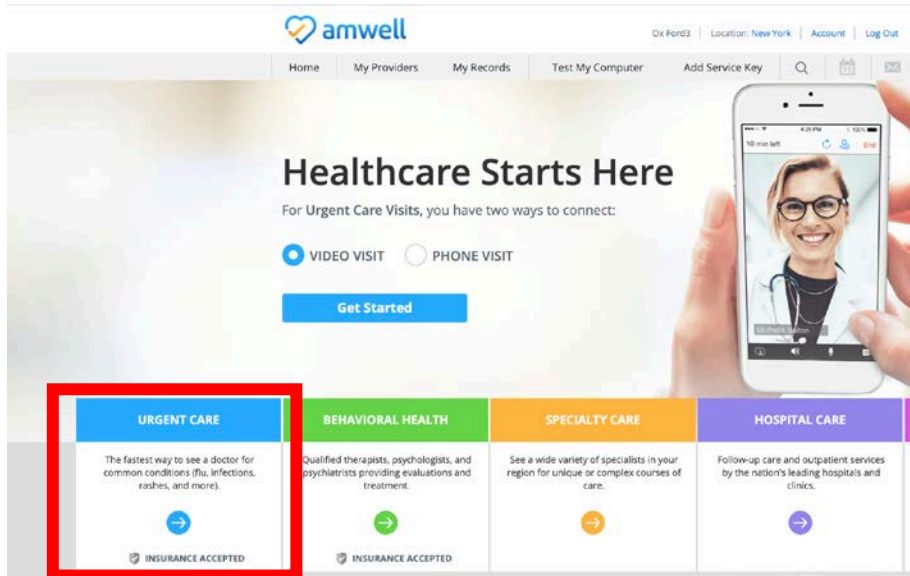 amwell
Ox Ford3 Location: New York Account Log Out
Home My Providers My Records Test My Computer Add Service Key
4:21 PM 100%
10 min left End
Healthcare Starts Here
For Urgent Care Visits, you have two ways to connect:
VIDEO VISIT PHONE VISIT
Get Started
URGENT CARE
The fastest way to see a doctor for
common conditions (flu, infections,
rashes, and more).
INSURANCE ACCEPTED
BEHAVIORAL HEALTH
Qualified therapists, psychologists, and
psychiatrists providing evaluations and
treatment.
INSURANCE ACCEPTED
SPECIALTY CARE
See a wide variety of specialists in your
region for unique or complex courses of
care.
HOSPITAL CARE
Follow-up care and outpatient services
by the nation's leading hospitals and
clinics.